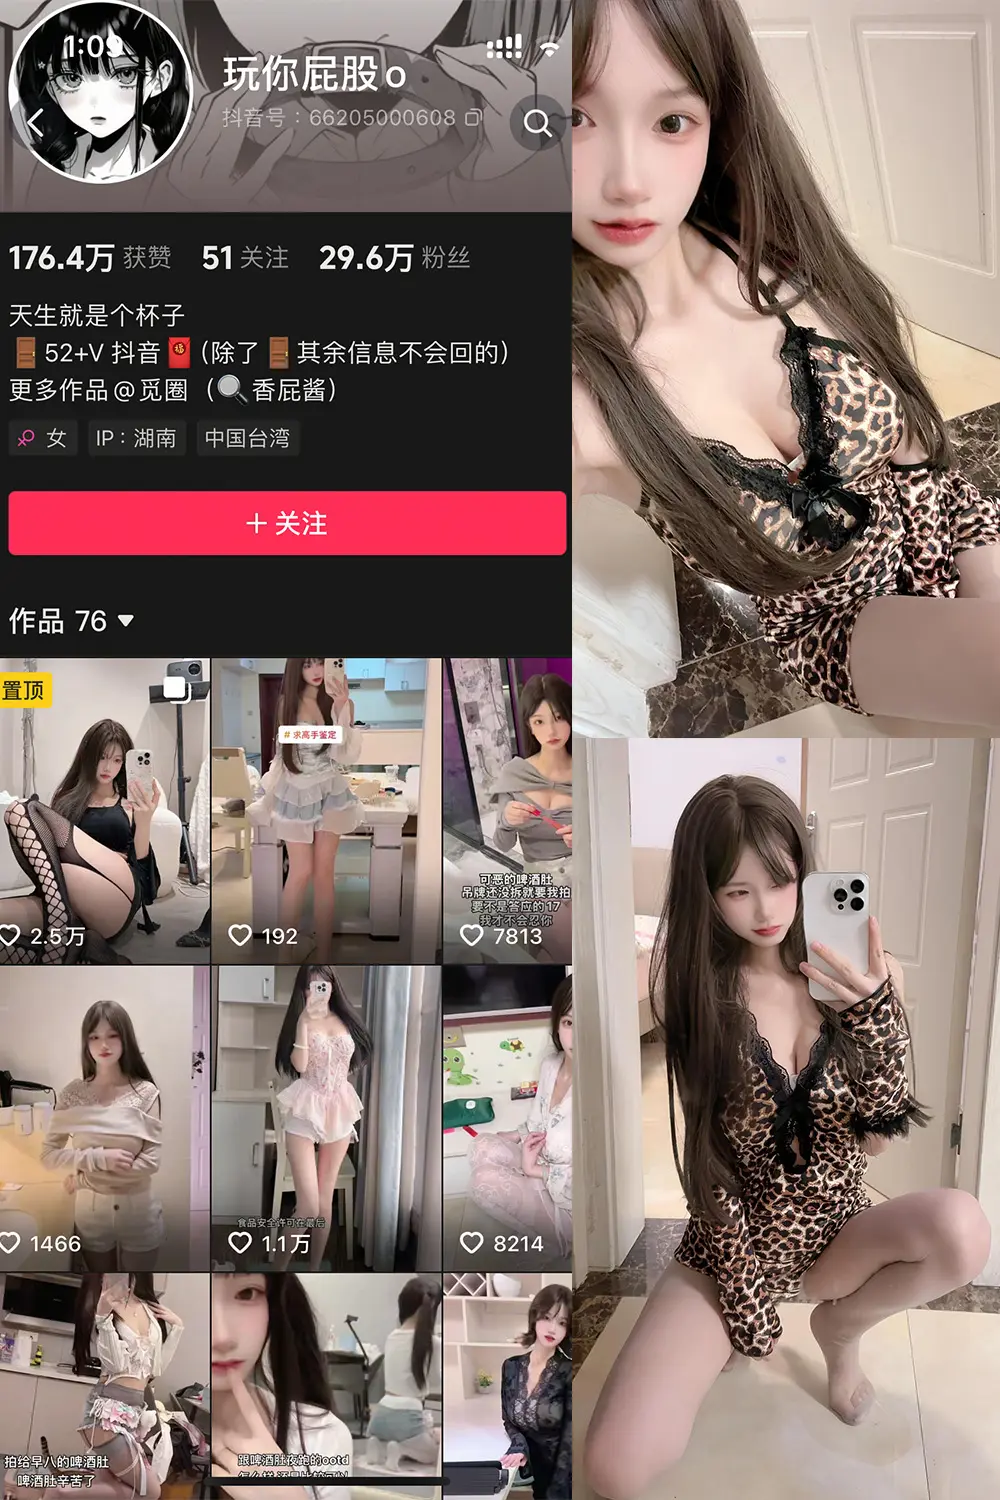 1:09
玩你屁股o
抖音号：66205000608
176.4万 获赞 51 关注 29.6万 粉丝
天生就是个杯子
🚪52+V 抖音🧧（除了🚪其余信息不会回的）
更多作品@觅圈（🔍香屁酱）
女 IP：湖南 中国台湾
＋关注
作品 76
置顶
#求高手鉴定
可恶的啤酒肚
吊牌还没拆就要我拍
要不是答应的17
我才不会忍你
2.5万 192 7813
食品安全许可在最后
1466 1.1万 8214
拍给早八的啤酒肚
啤酒肚辛苦了
跟啤酒肚夜跑的ootd